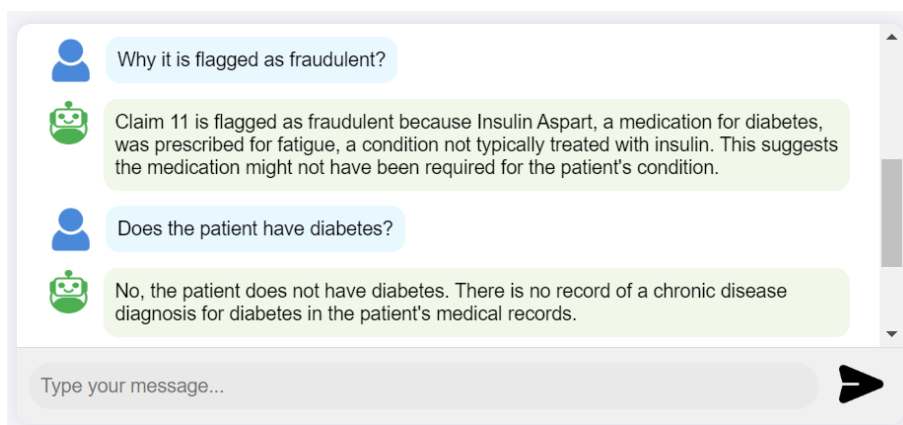 Why it is flagged as fraudulent?
Claim 11 is flagged as fraudulent because Insulin Aspart, a medication for diabetes,
was prescribed for fatigue, a condition not typically treated with insulin. This suggests
the medication might not have been required for the patient's condition.
Does the patient have diabetes?
No, the patient does not have diabetes. There is no record of a chronic disease
diagnosis for diabetes in the patient's medical records.
Type your message...